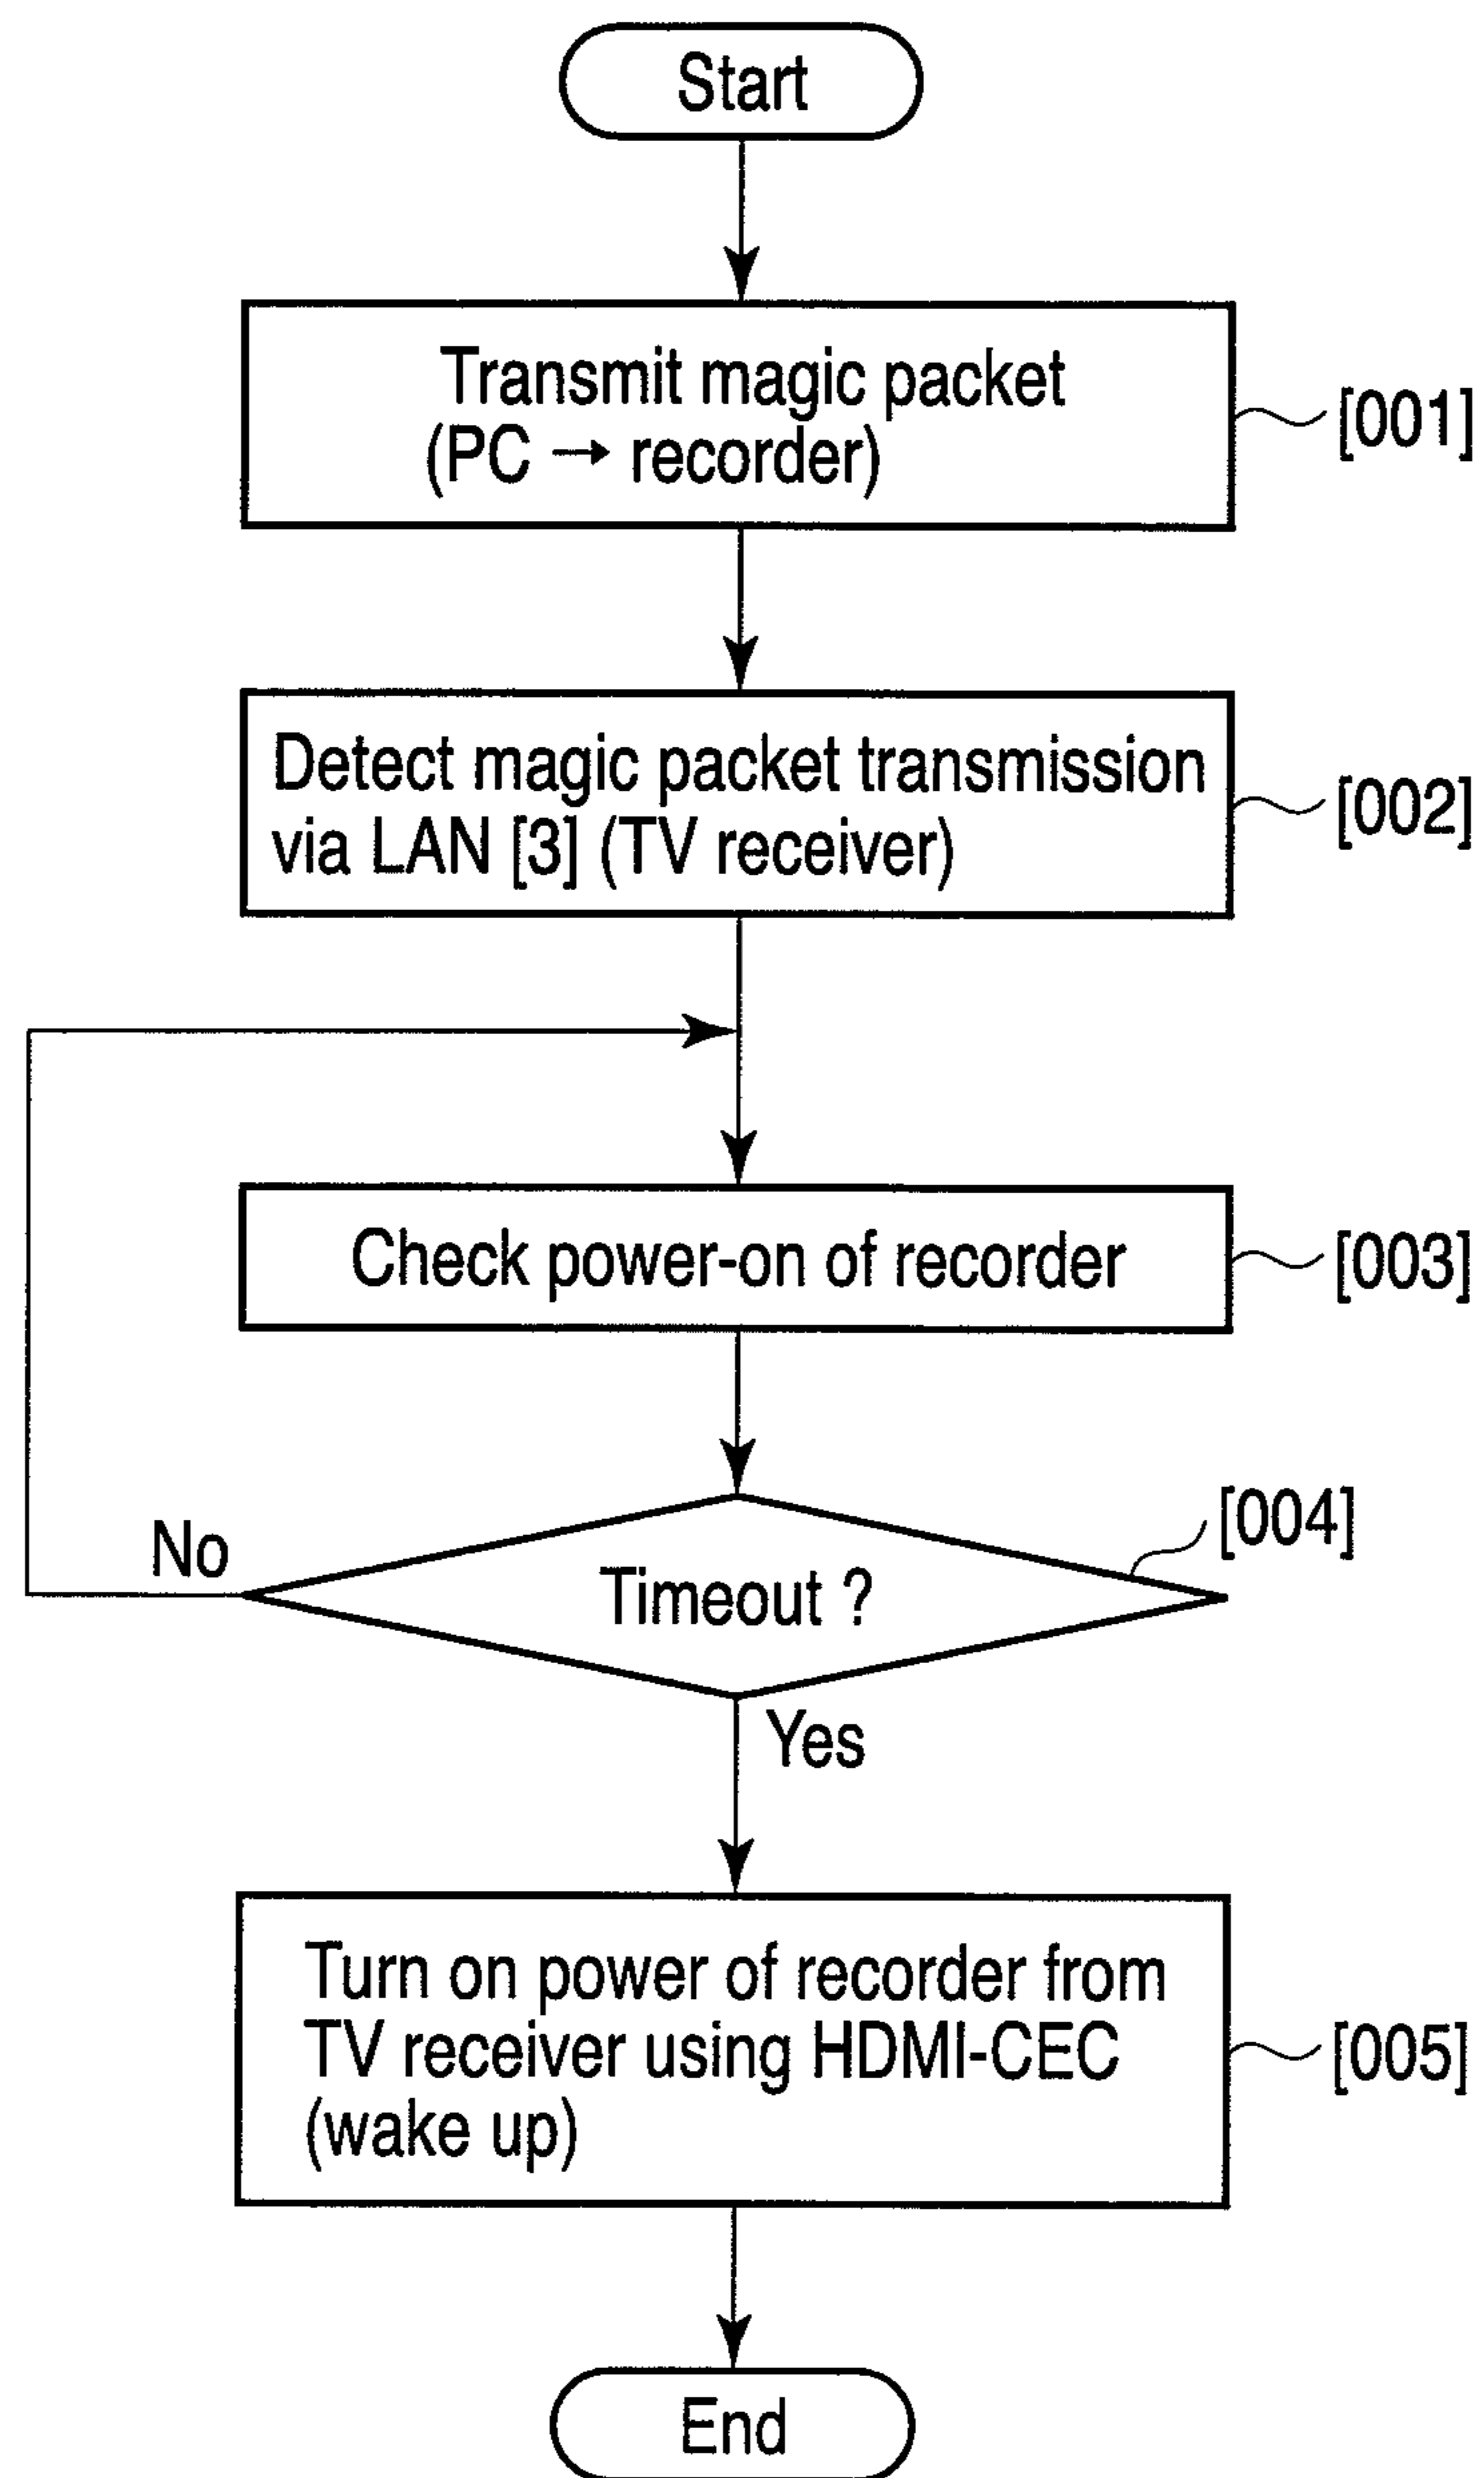 Start
Transmit magic packet
(PC → recorder)
[001]
Detect magic packet transmission
via LAN [3] (TV receiver)
[002]
Check power-on of recorder
[003]
[004]
No
Timeout ?
Yes
Turn on power of recorder from
TV receiver using HDMI-CEC
(wake up)
[005]
End